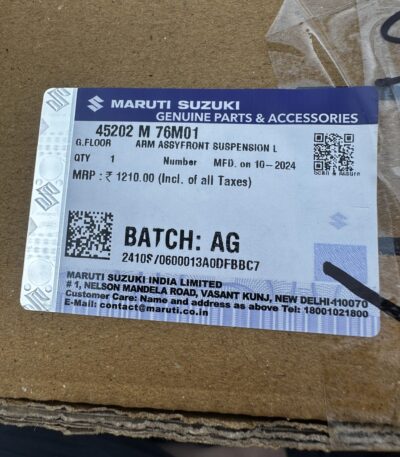 MARUTI SUZUKI
GENUINE PARTS & ACCESSORIES
45202 M 76M01
G.FLOOR ARM ASSYFRONT SUSPENSION L
QTY 1 Number MFD. on 10-2024
MRP : ₹ 1210.00 (Incl. of all Taxes)
BATCH: AG
MARUTI SUZUKI INDIA LIMITED
# 1, NELSON MANDELA ROAD, VASANT KUNJ, NEW DELHI-110070
Customer Care: Name and address as above Tel: 18001021800
E-Mail: contact@maruti.co.in